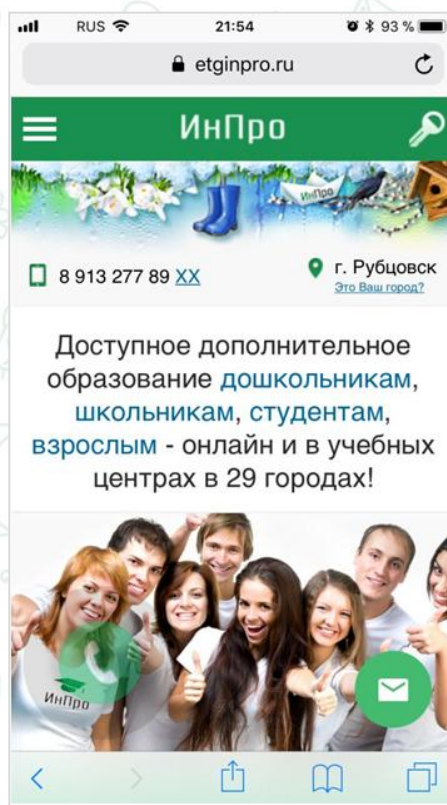 RUS 21:54 93 %
etginpro.ru
ИнПро
ИнПро
8 913 277 89 XX
г. Рубцовск
Это Ваш город?
Доступное дополнительное
образование дошкольникам,
школьникам, студентам,
взрослым - онлайн и в учебных
центрах в 29 городах!
ИнПро